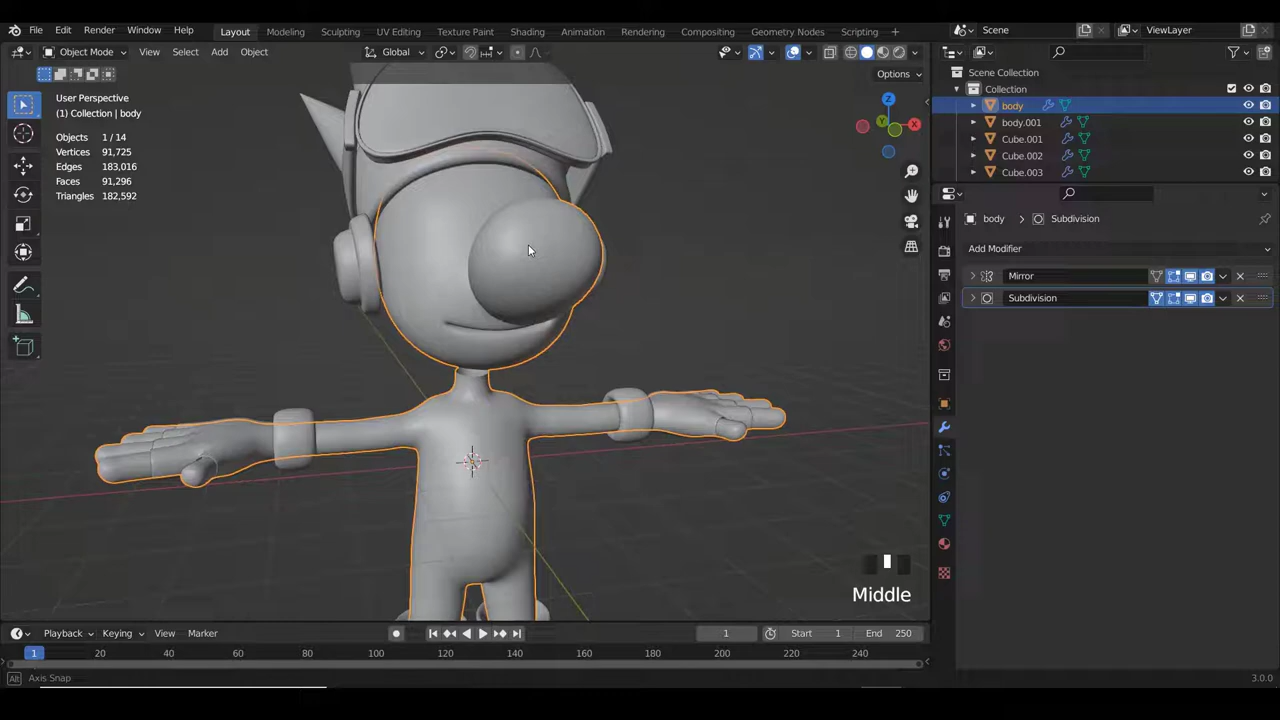 File Edit Render Window Help Layout Modeling Sculpting UV Editing Texture Paint Shading Animation Rendering Compositing Geometry Nodes Scripting + Scene ViewLayer
Object Mode View Select Add Object Global
Options
User Perspective
(1) Collection | body
Objects 1 / 14
Vertices 91,725
Edges 183,016
Faces 91,296
Triangles 182,592
Z
Y
X
Scene Collection
Collection
body
body.001
Cube.001
Cube.002
Cube.003
body > Subdivision
Add Modifier
Mirror
Subdivision
Middle
Playback Keying View Marker 1 Start 1 End 250
1 20 40 60 80 100 120 140 160 180 200 220 240
Alt Axis Snap 3.0.0